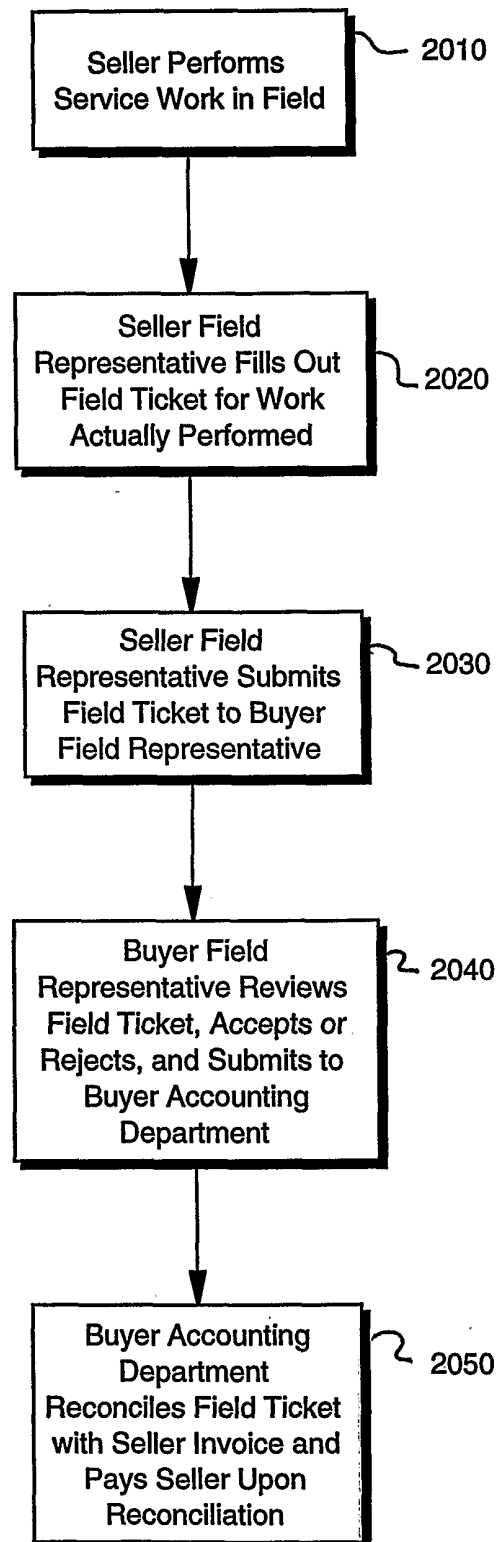 Seller Performs
Service Work in Field
2010
Seller Field
Representative Fills Out
Field Ticket for Work
Actually Performed
2020
Seller Field
Representative Submits
Field Ticket to Buyer
Field Representative
2030
Buyer Field
Representative Reviews
Field Ticket, Accepts or
Rejects, and Submits to
Buyer Accounting
Department
2040
Buyer Accounting
Department
Reconciles Field Ticket
with Seller Invoice and
Pays Seller Upon
Reconciliation
2050